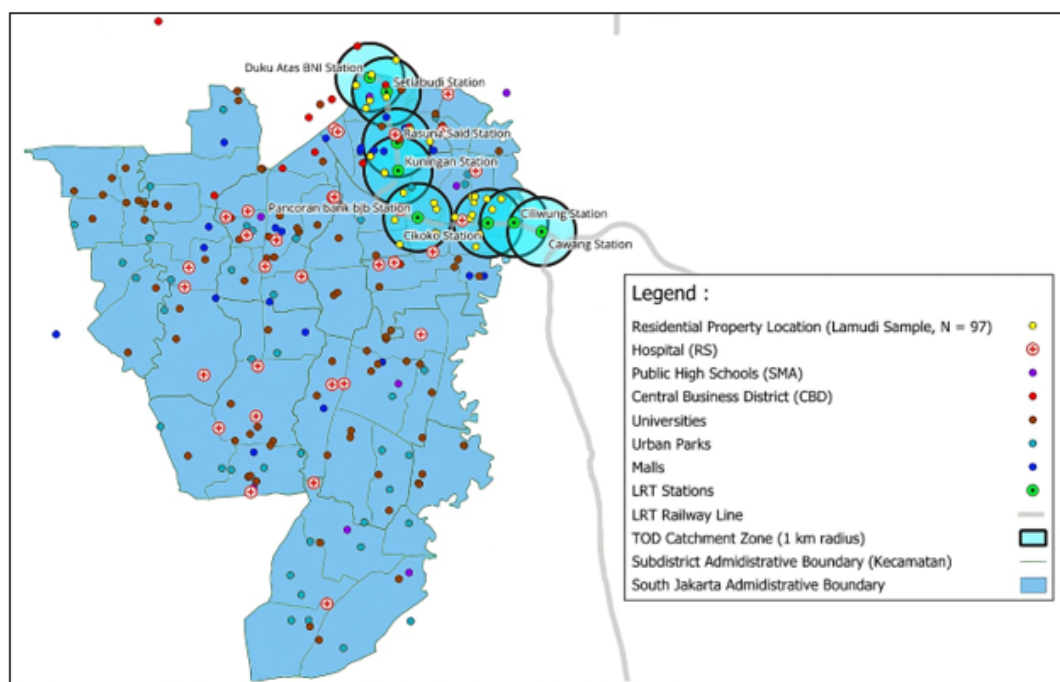 Duku Atas BNI Station
Setiabudi Station
Rasuna Said Station
Kuningan Station
Pancoran bank bjb Station
Ciliwung Station
Cikoko Station
Cawang Station
Legend :
Residential Property Location (Lamudi Sample, N = 97)
Hospital (RS)
Public High Schools (SMA)
Central Business District (CBD)
Universities
Urban Parks
Malls
LRT Stations
LRT Railway Line
TOD Catchment Zone (1 km radius)
Subdistrict Admidistrative Boundary (Kecamatan)
South Jakarta Admidistrative Boundary